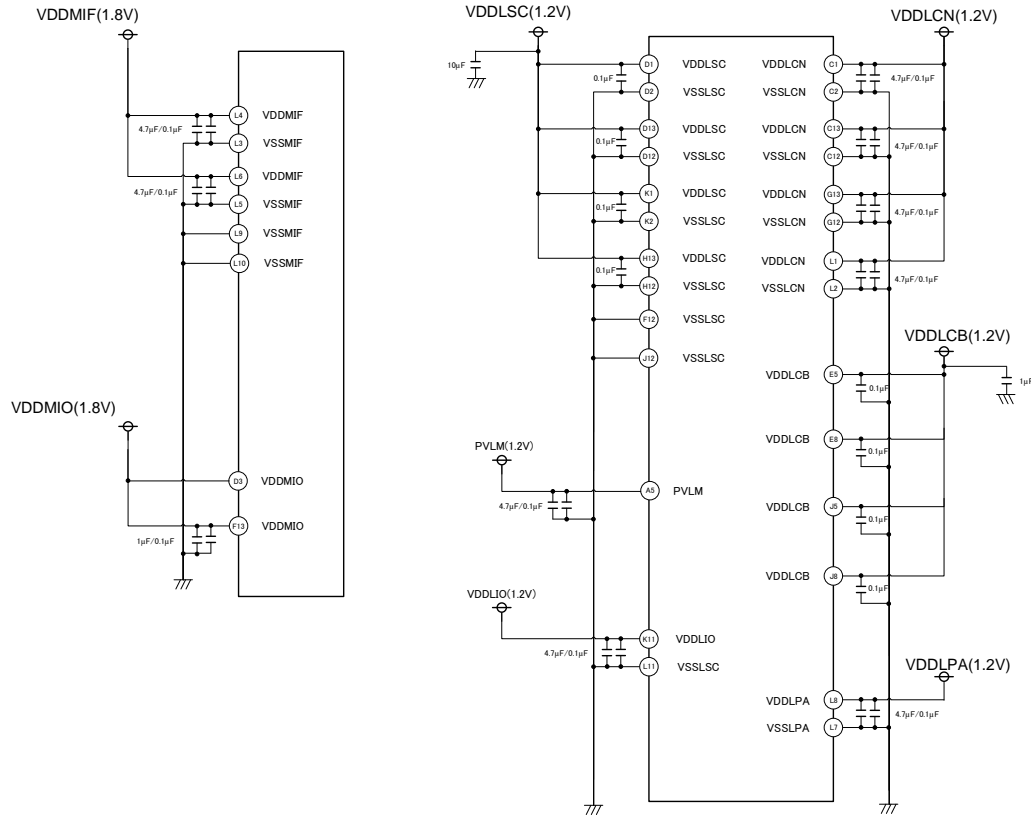 VDDMIF(1.8V)
L4 VDDMIF
4.7μF/0.1μF
L3 VSSMIF
L6 VDDMIF
4.7μF/0.1μF
L5 VSSMIF
L9 VSSMIF
L10 VSSMIF
VDDMIO(1.8V)
D3 VDDMIO
F13 VDDMIO
1μF/0.1μF
VDDLSC(1.2V)
10μF
D1 VDDLSC
0.1μF
D2 VSSLSC
D13 VDDLSC
0.1μF
D12 VSSLSC
K1 VDDLSC
0.1μF
K2 VSSLSC
H13 VDDLSC
0.1μF
H12 VSSLSC
F12 VSSLSC
J12 VSSLSC
PVLM(1.2V)
A5 PVLM
4.7μF/0.1μF
VDDLIO(1.2V)
K11 VDDLIO
4.7μF/0.1μF
L11 VSSLSC
VDDLCN(1.2V)
VDDLCN C1
4.7μF/0.1μF
VSSLCN C2
VDDLCN C13
4.7μF/0.1μF
VSSLCN C12
VDDLCN G13
4.7μF/0.1μF
VSSLCN G12
VDDLCN L1
4.7μF/0.1μF
VSSLCN L2
VDDLCB(1.2V)
1μF
VDDLCB E5
0.1μF
VDDLCB E8
0.1μF
VDDLCB J5
0.1μF
VDDLCB J8
0.1μF
VDDLPA(1.2V)
VDDLPA L8
4.7μF/0.1μF
VSSLPA L7